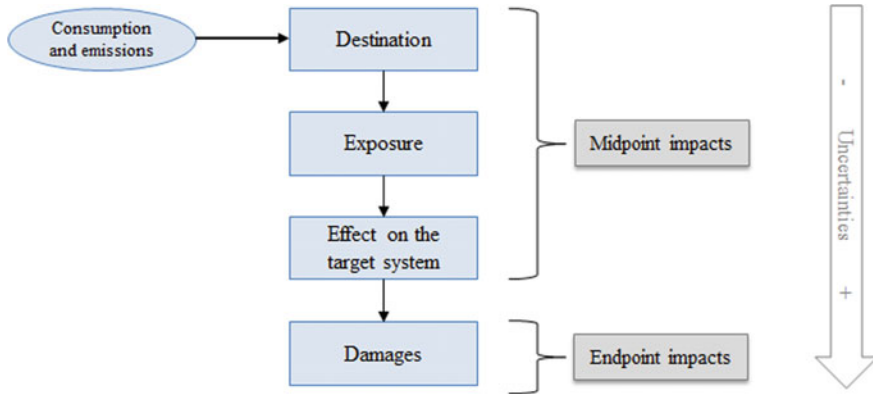 Consumption
and emissions
Destination
Exposure
Effect on the
target system
Damages
Midpoint impacts
Endpoint impacts
- Uncertainties +